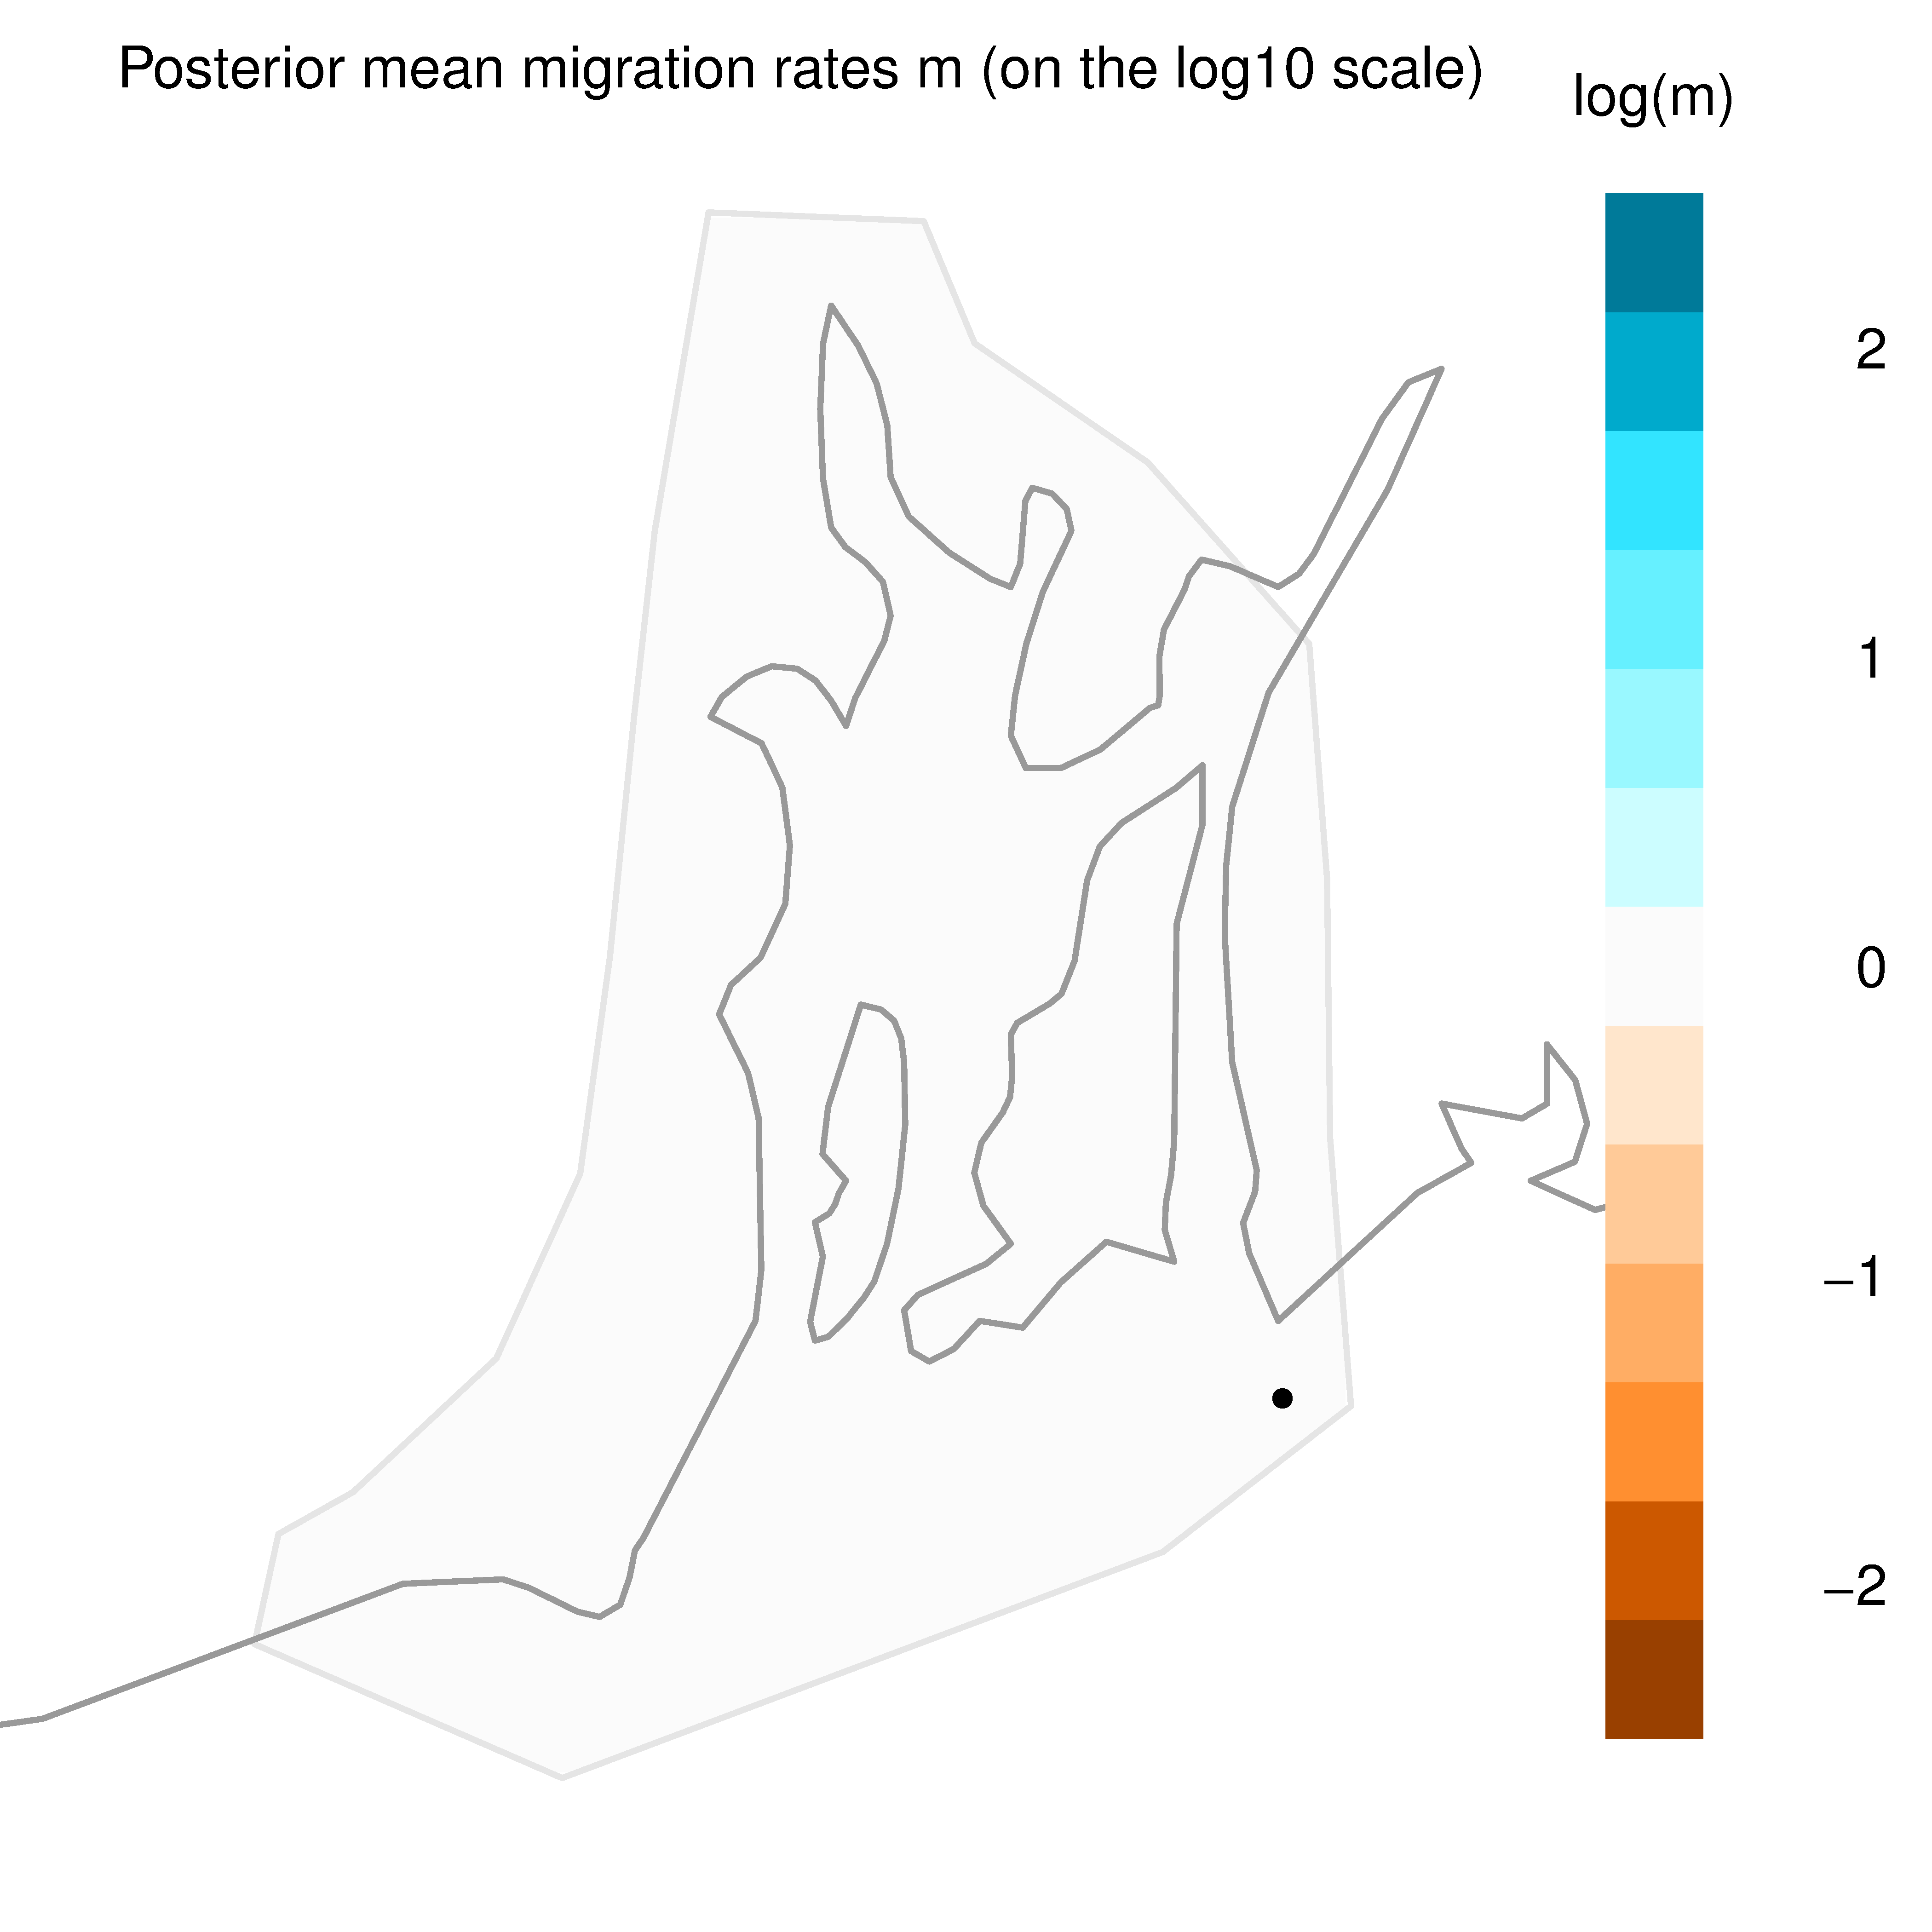 Posterior mean migration rates m (on the log10 scale)
log(m)
2
1
0
−1
−2